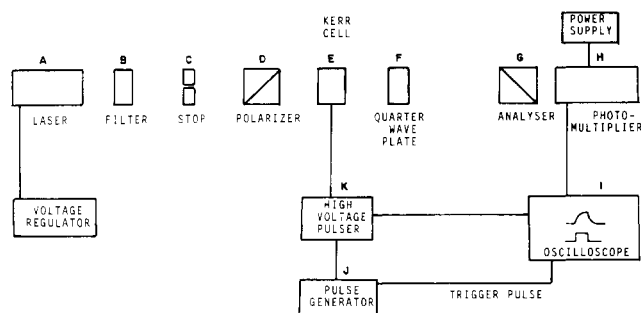 KERR
CELL
POWER
SUPPLY
A
B
C
D
E
F
G
H
LASER
FILTER
STOP
POLARIZER
QUARTER
WAVE
PLATE
ANALYSER
PHOTO-
MULTIPLIER
K
I
VOLTAGE
REGULATOR
HIGH
VOLTAGE
PULSER
OSCILLOSCOPE
J
PULSE
GENERATOR
TRIGGER PULSE